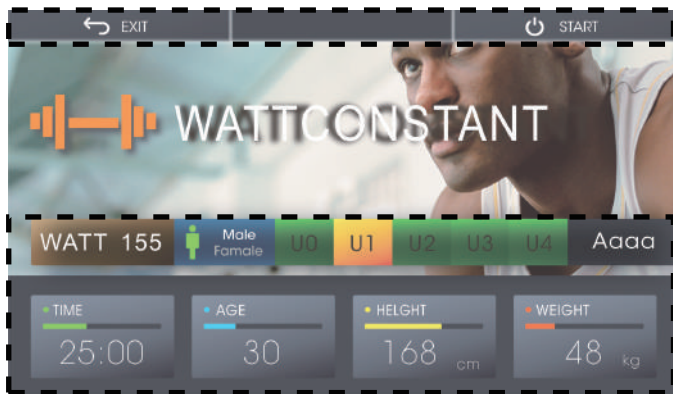 EXIT START
WATTCONSTANT
WATT 155 Male U0 U1 U2 U3 U4 Aaaa
Famale
TIME AGE HELGHT WEIGHT
25:00 30 168 cm 48 kg